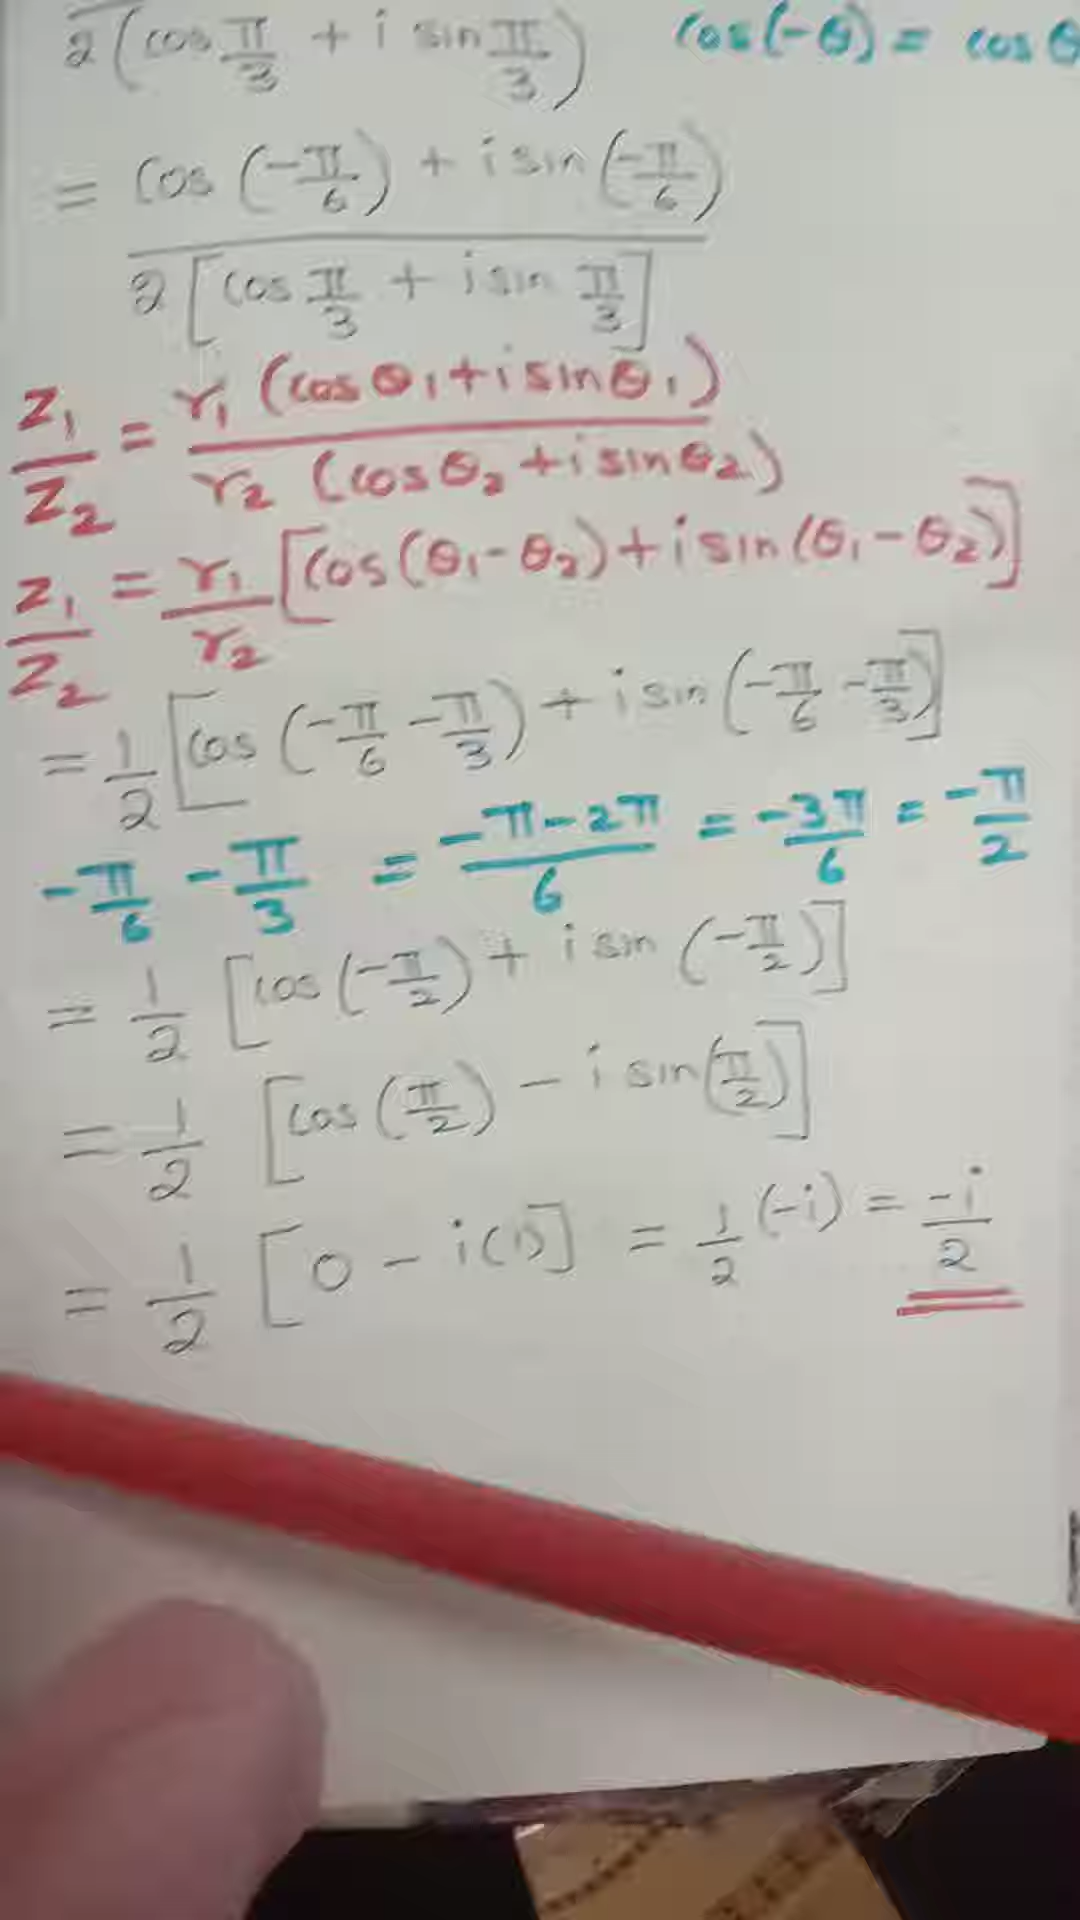 2(cos π/3 + i sin π/3) cos(-θ) = cos θ
= cos(-π/6) + i sin(-π/6)
2[cos π/3 + i sin π/3]
z₁/z₂ = r₁(cosθ₁+isinθ₁)/r₂(cosθ₂+isinθ₂)
z₁/z₂ = r₁/r₂ [cos(θ₁-θ₂)+isin(θ₁-θ₂)]
= 1/2 [cos(-π/6 -π/3) + i sin(-π/6 -π/3)]
-π/6 - π/3 = (-π-2π)/6 = -3π/6 = -π/2
= 1/2 [cos(-π/2) + i sin(-π/2)]
= 1/2 [cos(π/2) - i sin(π/2)]
= 1/2 [0 - i(1)] = 1/2 (-i) = -i/2